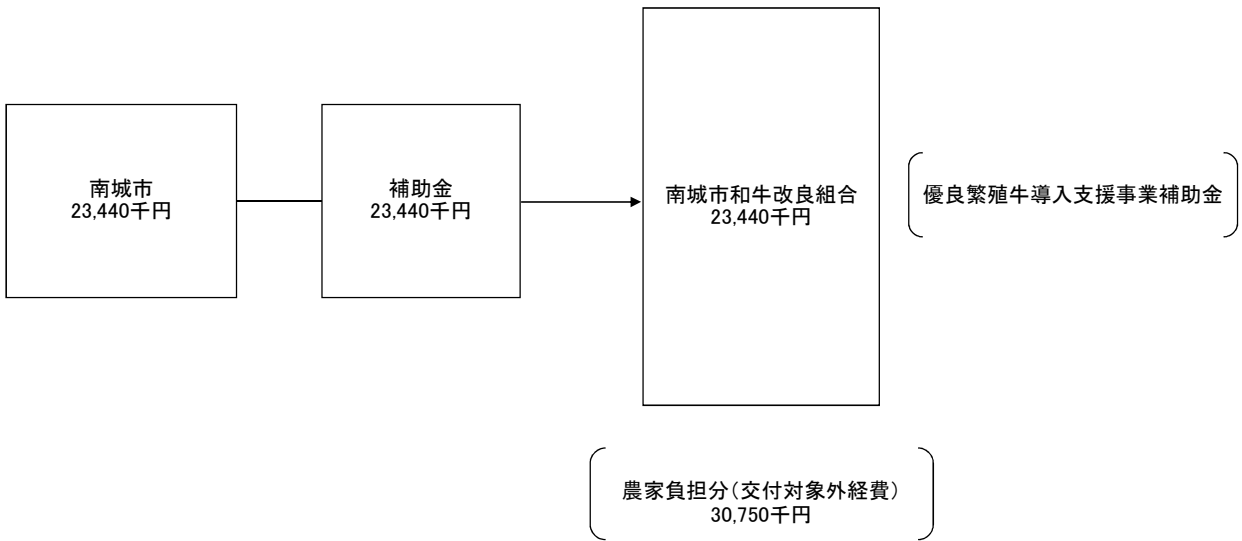 南城市
23,440千円
補助金
23,440千円
南城市和牛改良組合
23,440千円
優良繁殖牛導入支援事業補助金
農家負担分(交付対象外経費)
30,750千円